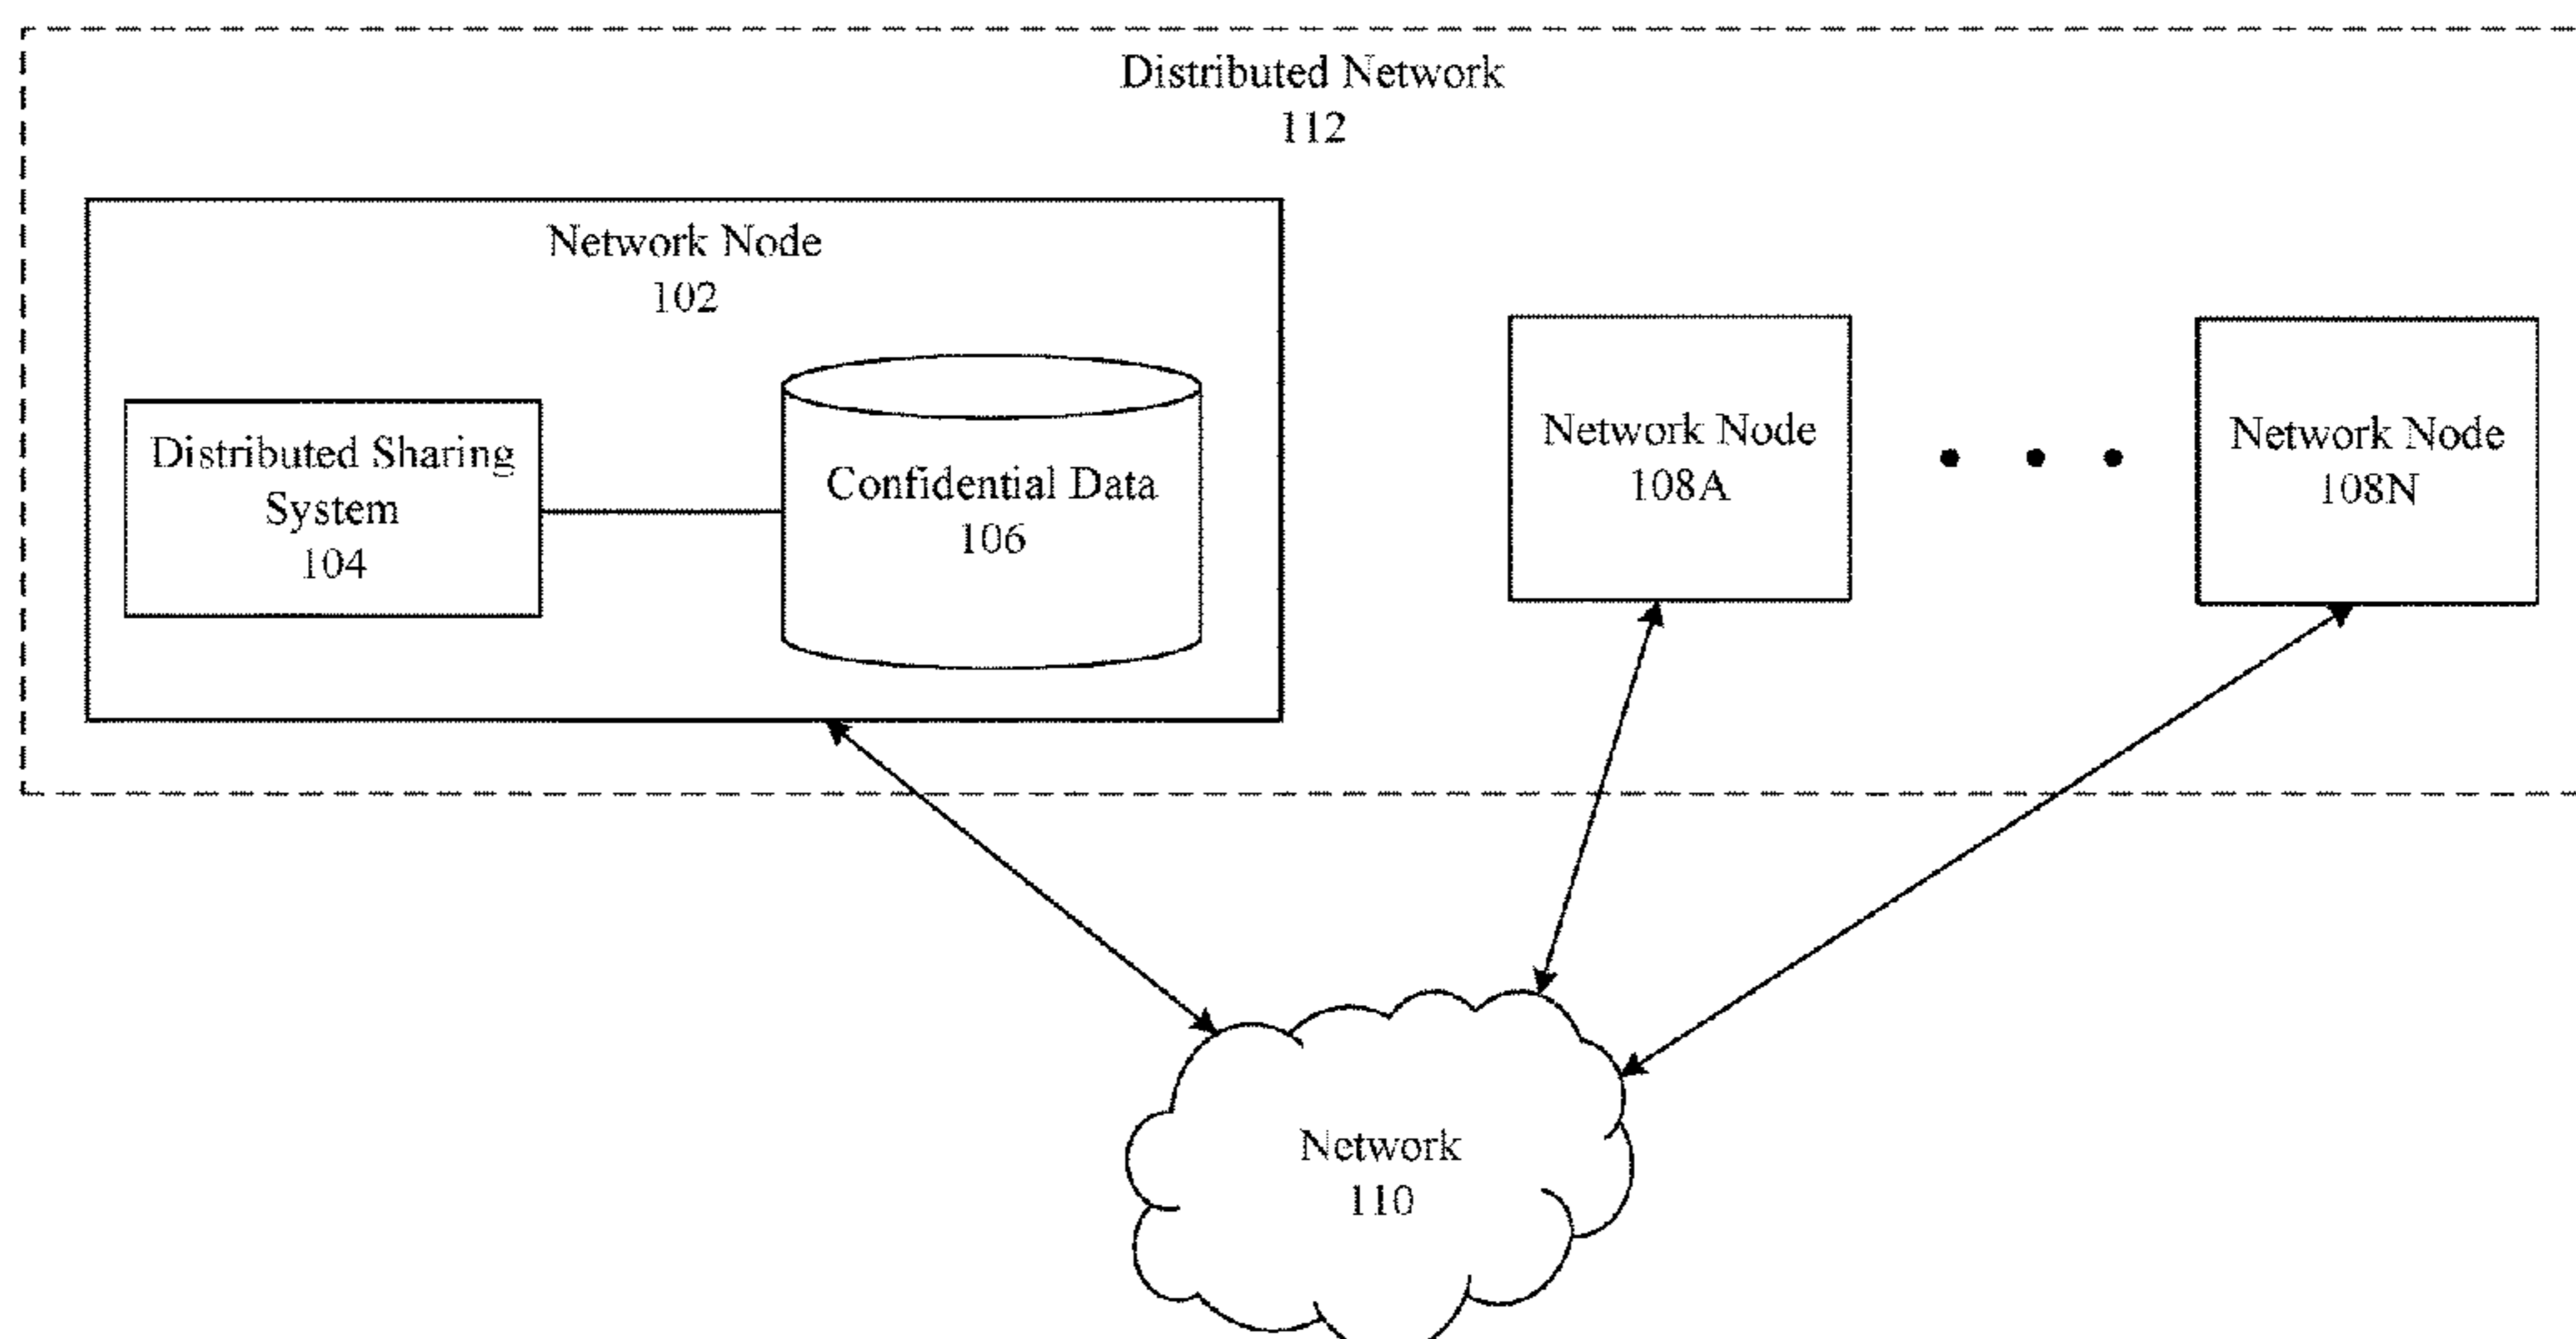 Distributed Network
112
Network Node
102
Distributed Sharing
System
104
Confidential Data
106
Network Node
108A
Network Node
108N
Network
110